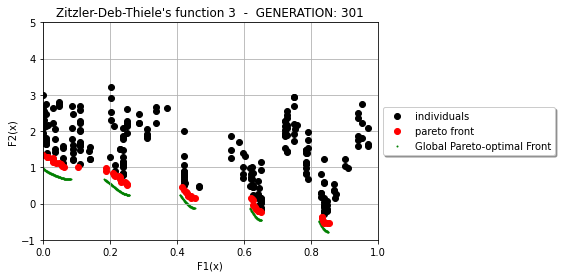 Zitzler-Deb-Thiele's function 3  -  GENERATION: 301
5
4
3
2
1
0
−1
F2(x)
0.0 0.2 0.4 0.6 0.8 1.0
F1(x)
individuals
pareto front
Global Pareto-optimal Front